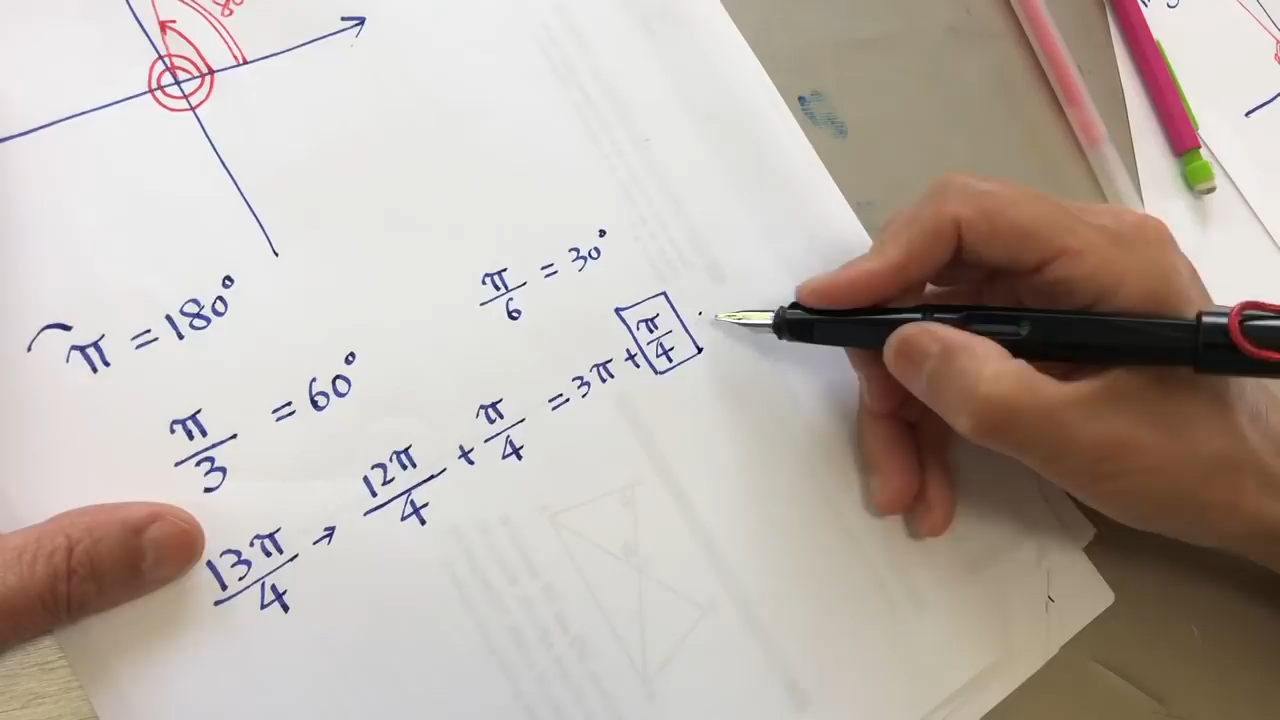 π = 180°
π/3 = 60°
π/6 = 30°
13π/4 → 12π/4 + π/4 = 3π + π/4